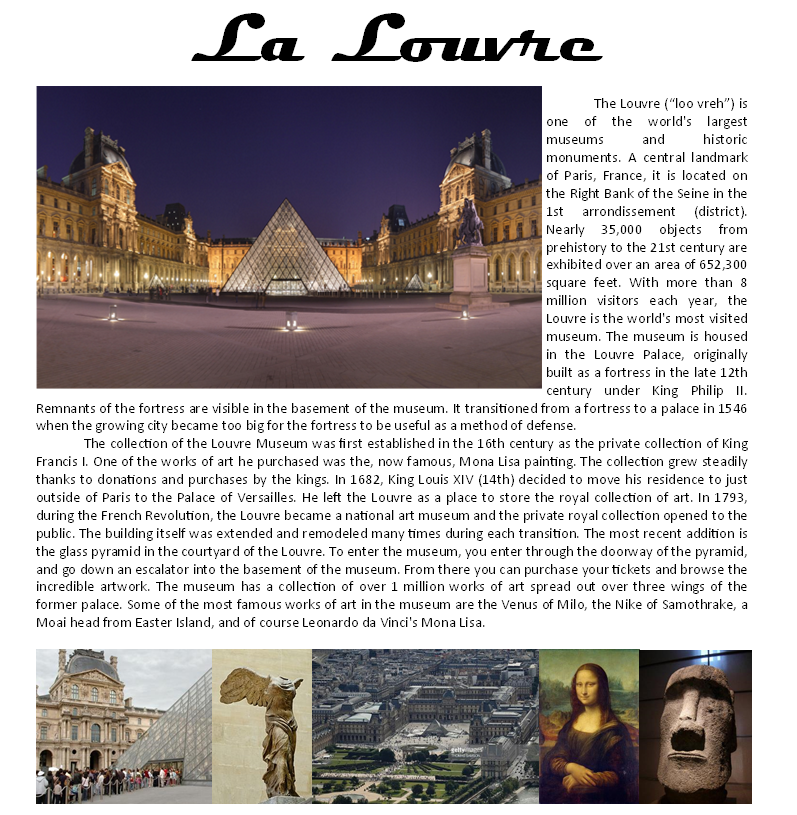 La Louvre
The Louvre (“loo vreh”) is
one of the world's largest
museums and historic
monuments. A central landmark
of Paris, France, it is located on
the Right Bank of the Seine in the
1st arrondissement (district).
Nearly 35,000 objects from
prehistory to the 21st century are
exhibited over an area of 652,300
square feet. With more than 8
million visitors each year, the
Louvre is the world's most visited
museum. The museum is housed
in the Louvre Palace, originally
built as a fortress in the late 12th
century under King Philip II.
Remnants of the fortress are visible in the basement of the museum. It transitioned from a fortress to a palace in 1546
when the growing city became too big for the fortress to be useful as a method of defense.
The collection of the Louvre Museum was first established in the 16th century as the private collection of King
Francis I. One of the works of art he purchased was the, now famous, Mona Lisa painting. The collection grew steadily
thanks to donations and purchases by the kings. In 1682, King Louis XIV (14th) decided to move his residence to just
outside of Paris to the Palace of Versailles. He left the Louvre as a place to store the royal collection of art. In 1793,
during the French Revolution, the Louvre became a national art museum and the private royal collection opened to the
public. The building itself was extended and remodeled many times during each transition. The most recent addition is
the glass pyramid in the courtyard of the Louvre. To enter the museum, you enter through the doorway of the pyramid,
and go down an escalator into the basement of the museum. From there you can purchase your tickets and browse the
incredible artwork. The museum has a collection of over 1 million works of art spread out over three wings of the
former palace. Some of the most famous works of art in the museum are the Venus of Milo, the Nike of Samothrake, a
Moai head from Easter Island, and of course Leonardo da Vinci's Mona Lisa.